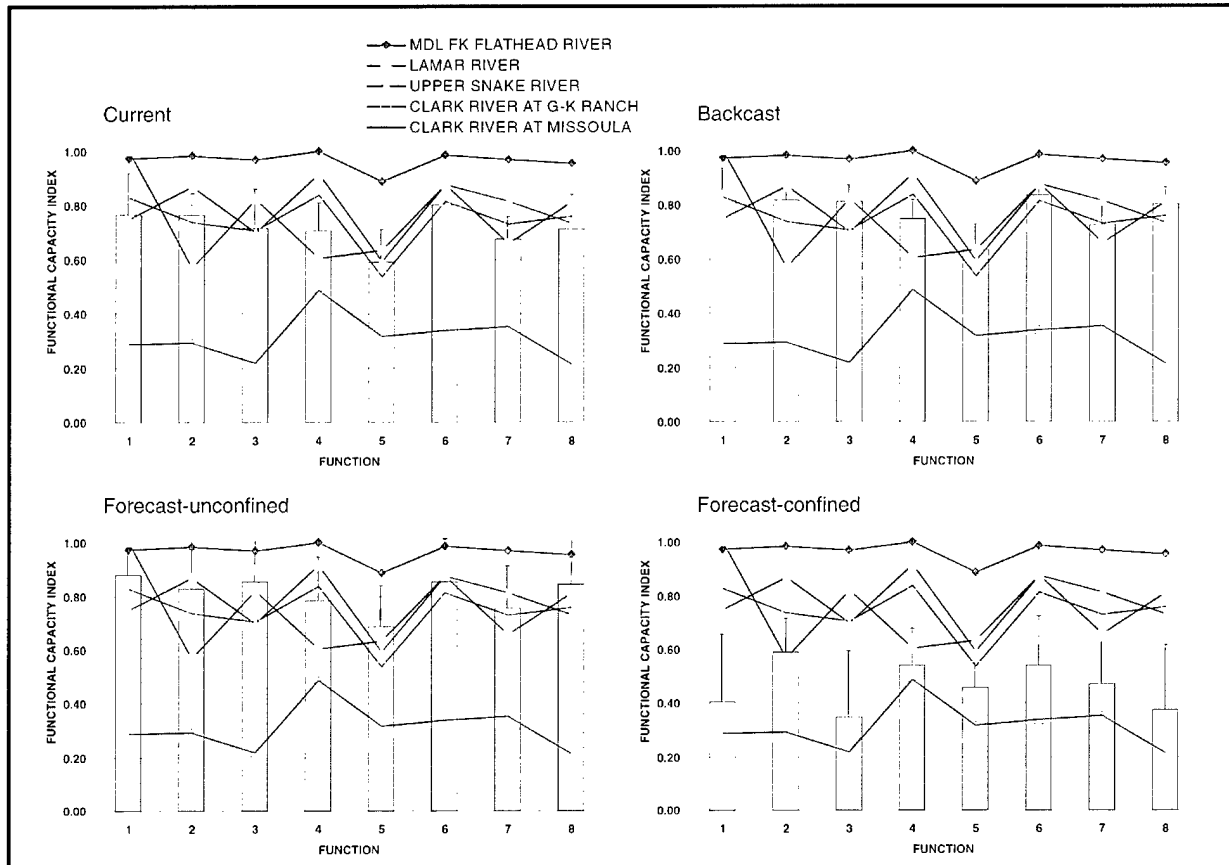 MDL FK FLATHEAD RIVER
LAMAR RIVER
UPPER SNAKE RIVER
CLARK RIVER AT G-K RANCH
CLARK RIVER AT MISSOULA
Current
FUNCTIONAL CAPACITY INDEX
1.00
0.80
0.60
0.40
0.20
0.00
1 2 3 4 5 6 7 8
FUNCTION
Backcast
FUNCTIONAL CAPACITY INDEX
1.00
0.80
0.60
0.40
0.20
0.00
1 2 3 4 5 6 7 8
FUNCTION
Forecast-unconfined
FUNCTIONAL CAPACITY INDEX
1.00
0.80
0.60
0.40
0.20
0.00
1 2 3 4 5 6 7 8
FUNCTION
Forecast-confined
FUNCTIONAL CAPACITY INDEX
1.00
0.80
0.60
0.40
0.20
0.00
1 2 3 4 5 6 7 8
FUNCTION